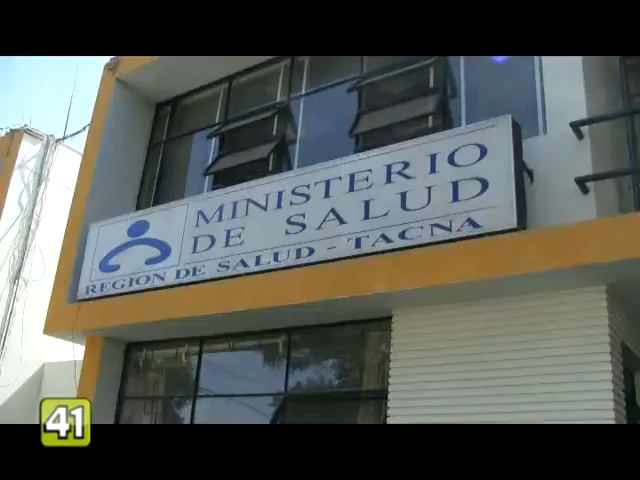 MINISTERIO
DE SALUD
REGION DE SALUD - TACNA
41